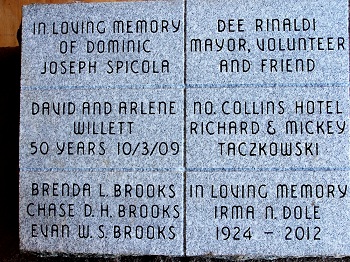 IN LOVING MEMORY
OF DOMINIC
JOSEPH SPICOLA
DEE RINALDI
MAYOR, VOLUNTEER
AND FRIEND
DAVID AND ARLENE
WILLETT
50 YEARS 10/3/09
NO. COLLINS HOTEL
RICHARD & MICKEY
TACZKOWSKI
BRENDA L. BROOKS
CHASE D. H. BROOKS
EVAN W. S. BROOKS
IN LOVING MEMORY
IRMA N. DOLE
1924 - 2012